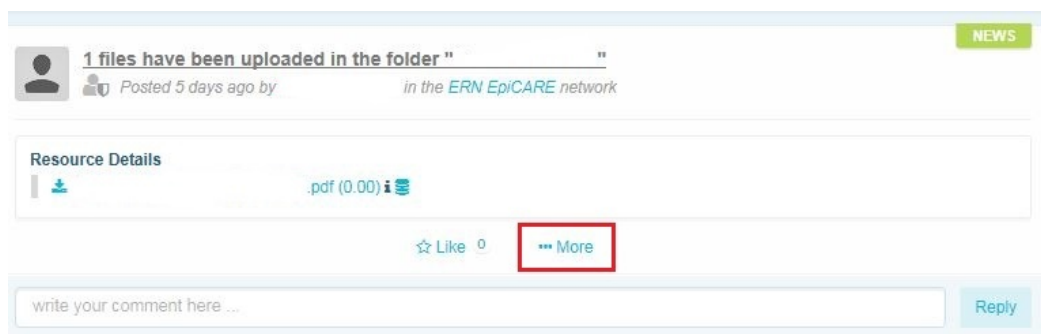 NEWS
1 files have been uploaded in the folder " "
Posted 5 days ago by in the ERN EpiCARE network
Resource Details
.pdf (0.00) i
Like 0 ••• More
write your comment here ...
Reply